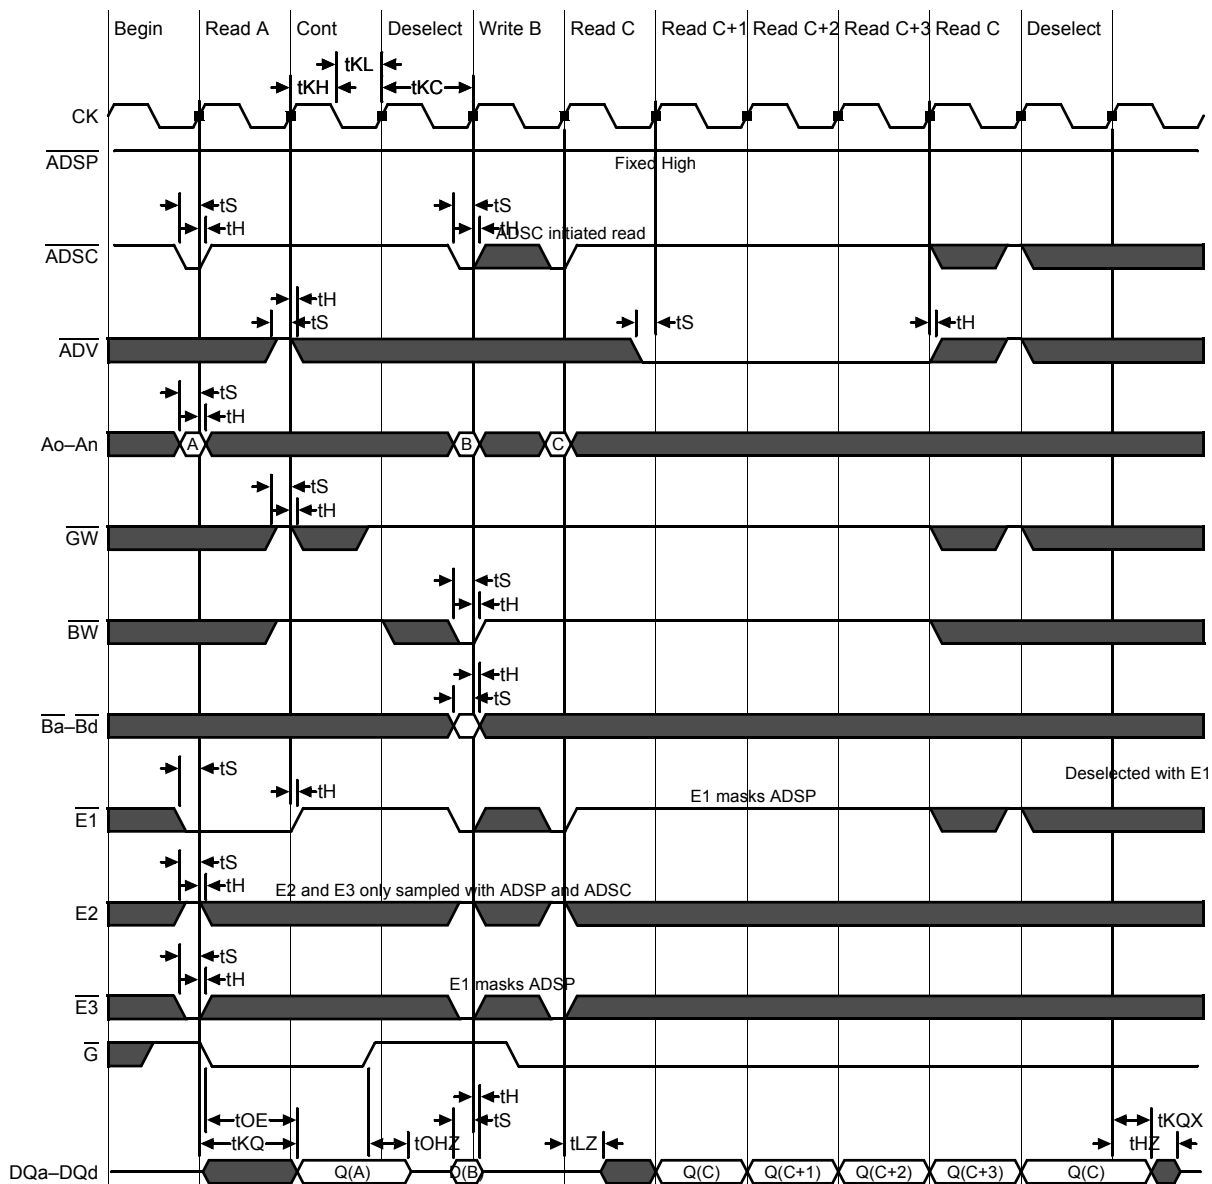 Begin Read A Cont Deselect Write B Read C Read C+1 Read C+2 Read C+3 Read C Deselect
tKL
tKH tKC
CK
ADSP Fixed High
tS tS
tH tH
ADSC initiated read
ADSC
tH
tS tS tH
ADV
tS
tH
Ao–An A B C
tS
tH
GW
tS
tH
BW
tH
tS
Ba–Bd
tS Deselected with E1
tH E1 masks ADSP
E1
tS
tH E2 and E3 only sampled with ADSP and ADSC
E2
tS
tH E1 masks ADSP
E3
G
tH
tOE tS tKQX
tKQ tOHZ tLZ tHZ
DQa–DQd Q(A) D(B) Q(C) Q(C+1) Q(C+2) Q(C+3) Q(C)